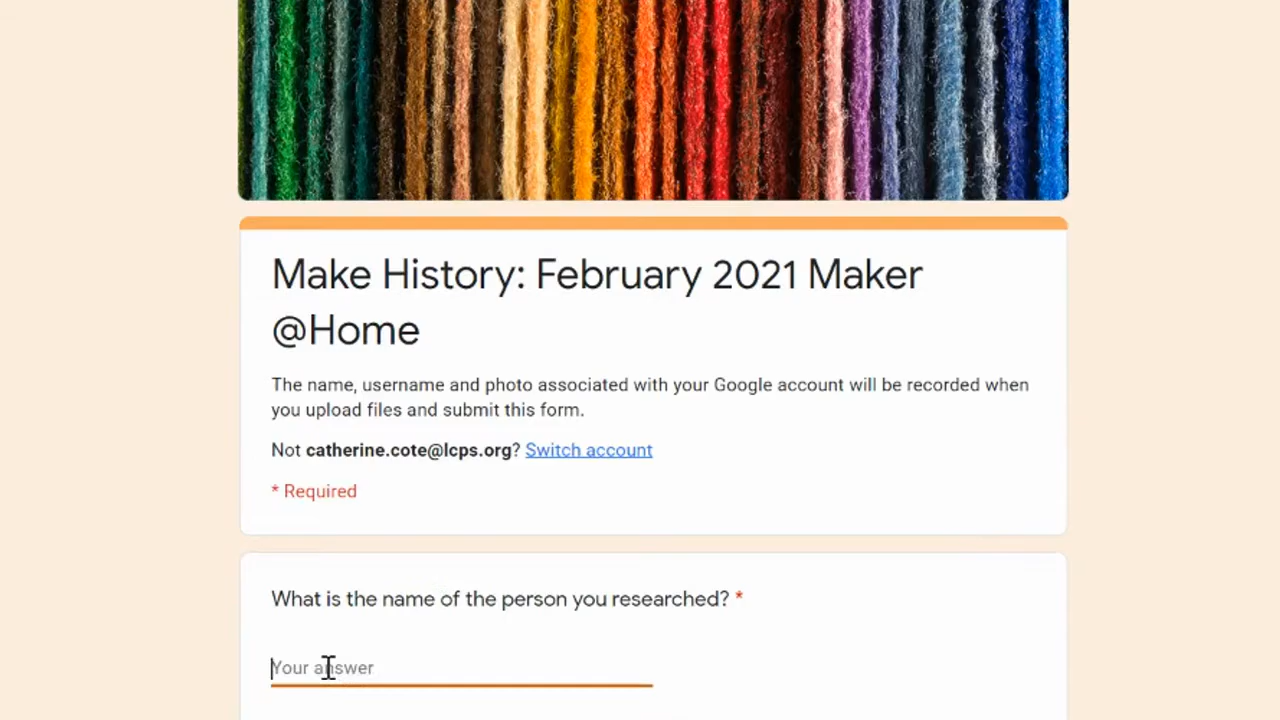 Make History: February 2021 Maker
@Home
The name, username and photo associated with your Google account will be recorded when
you upload files and submit this form.
Not catherine.cote@lcps.org? Switch account
* Required
What is the name of the person you researched? *
Your answer